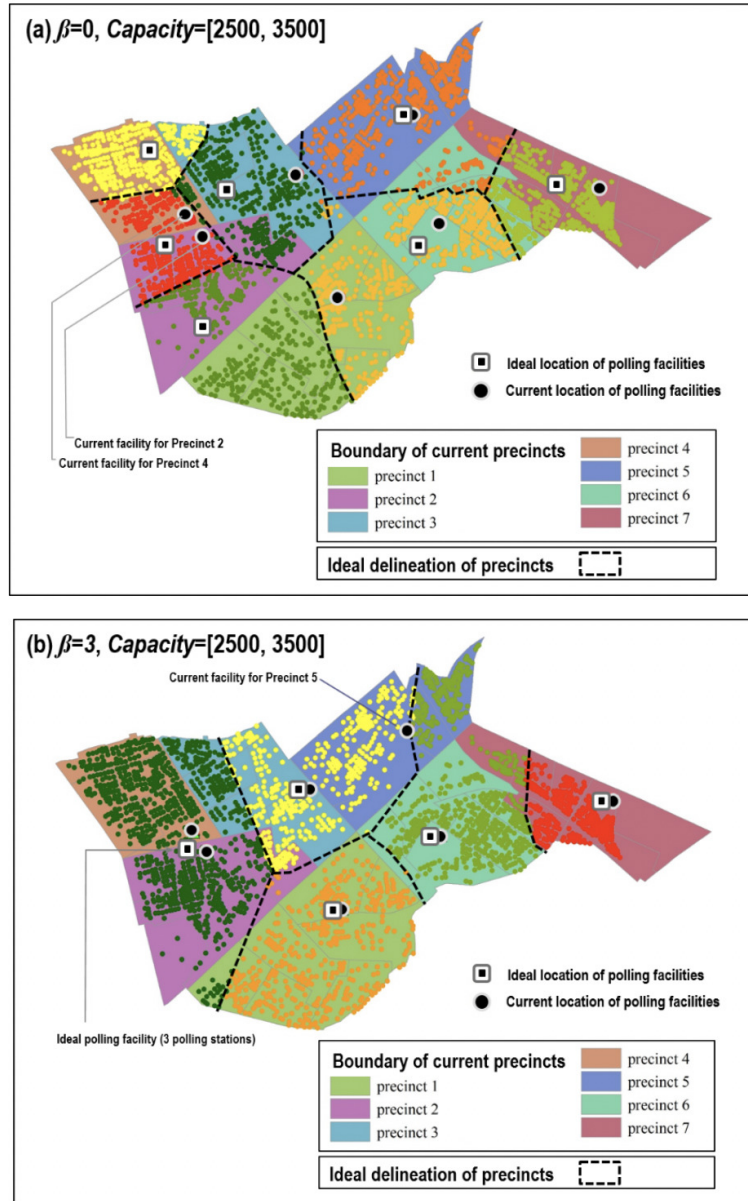 (a) ß=0, Capacity=[2500, 3500]
Ideal location of polling facilities
Current location of polling facilities
Current facility for Precinct 2
Current facility for Precinct 4
Boundary of current precincts
precinct 1
precinct 2
precinct 3
precinct 4
precinct 5
precinct 6
precinct 7
Ideal delineation of precincts
(b) ß=3, Capacity=[2500, 3500]
Current facility for Precinct 5
Ideal location of polling facilities
Current location of polling facilities
Ideal polling facility (3 polling stations)
Boundary of current precincts
precinct 1
precinct 2
precinct 3
precinct 4
precinct 5
precinct 6
precinct 7
Ideal delineation of precincts